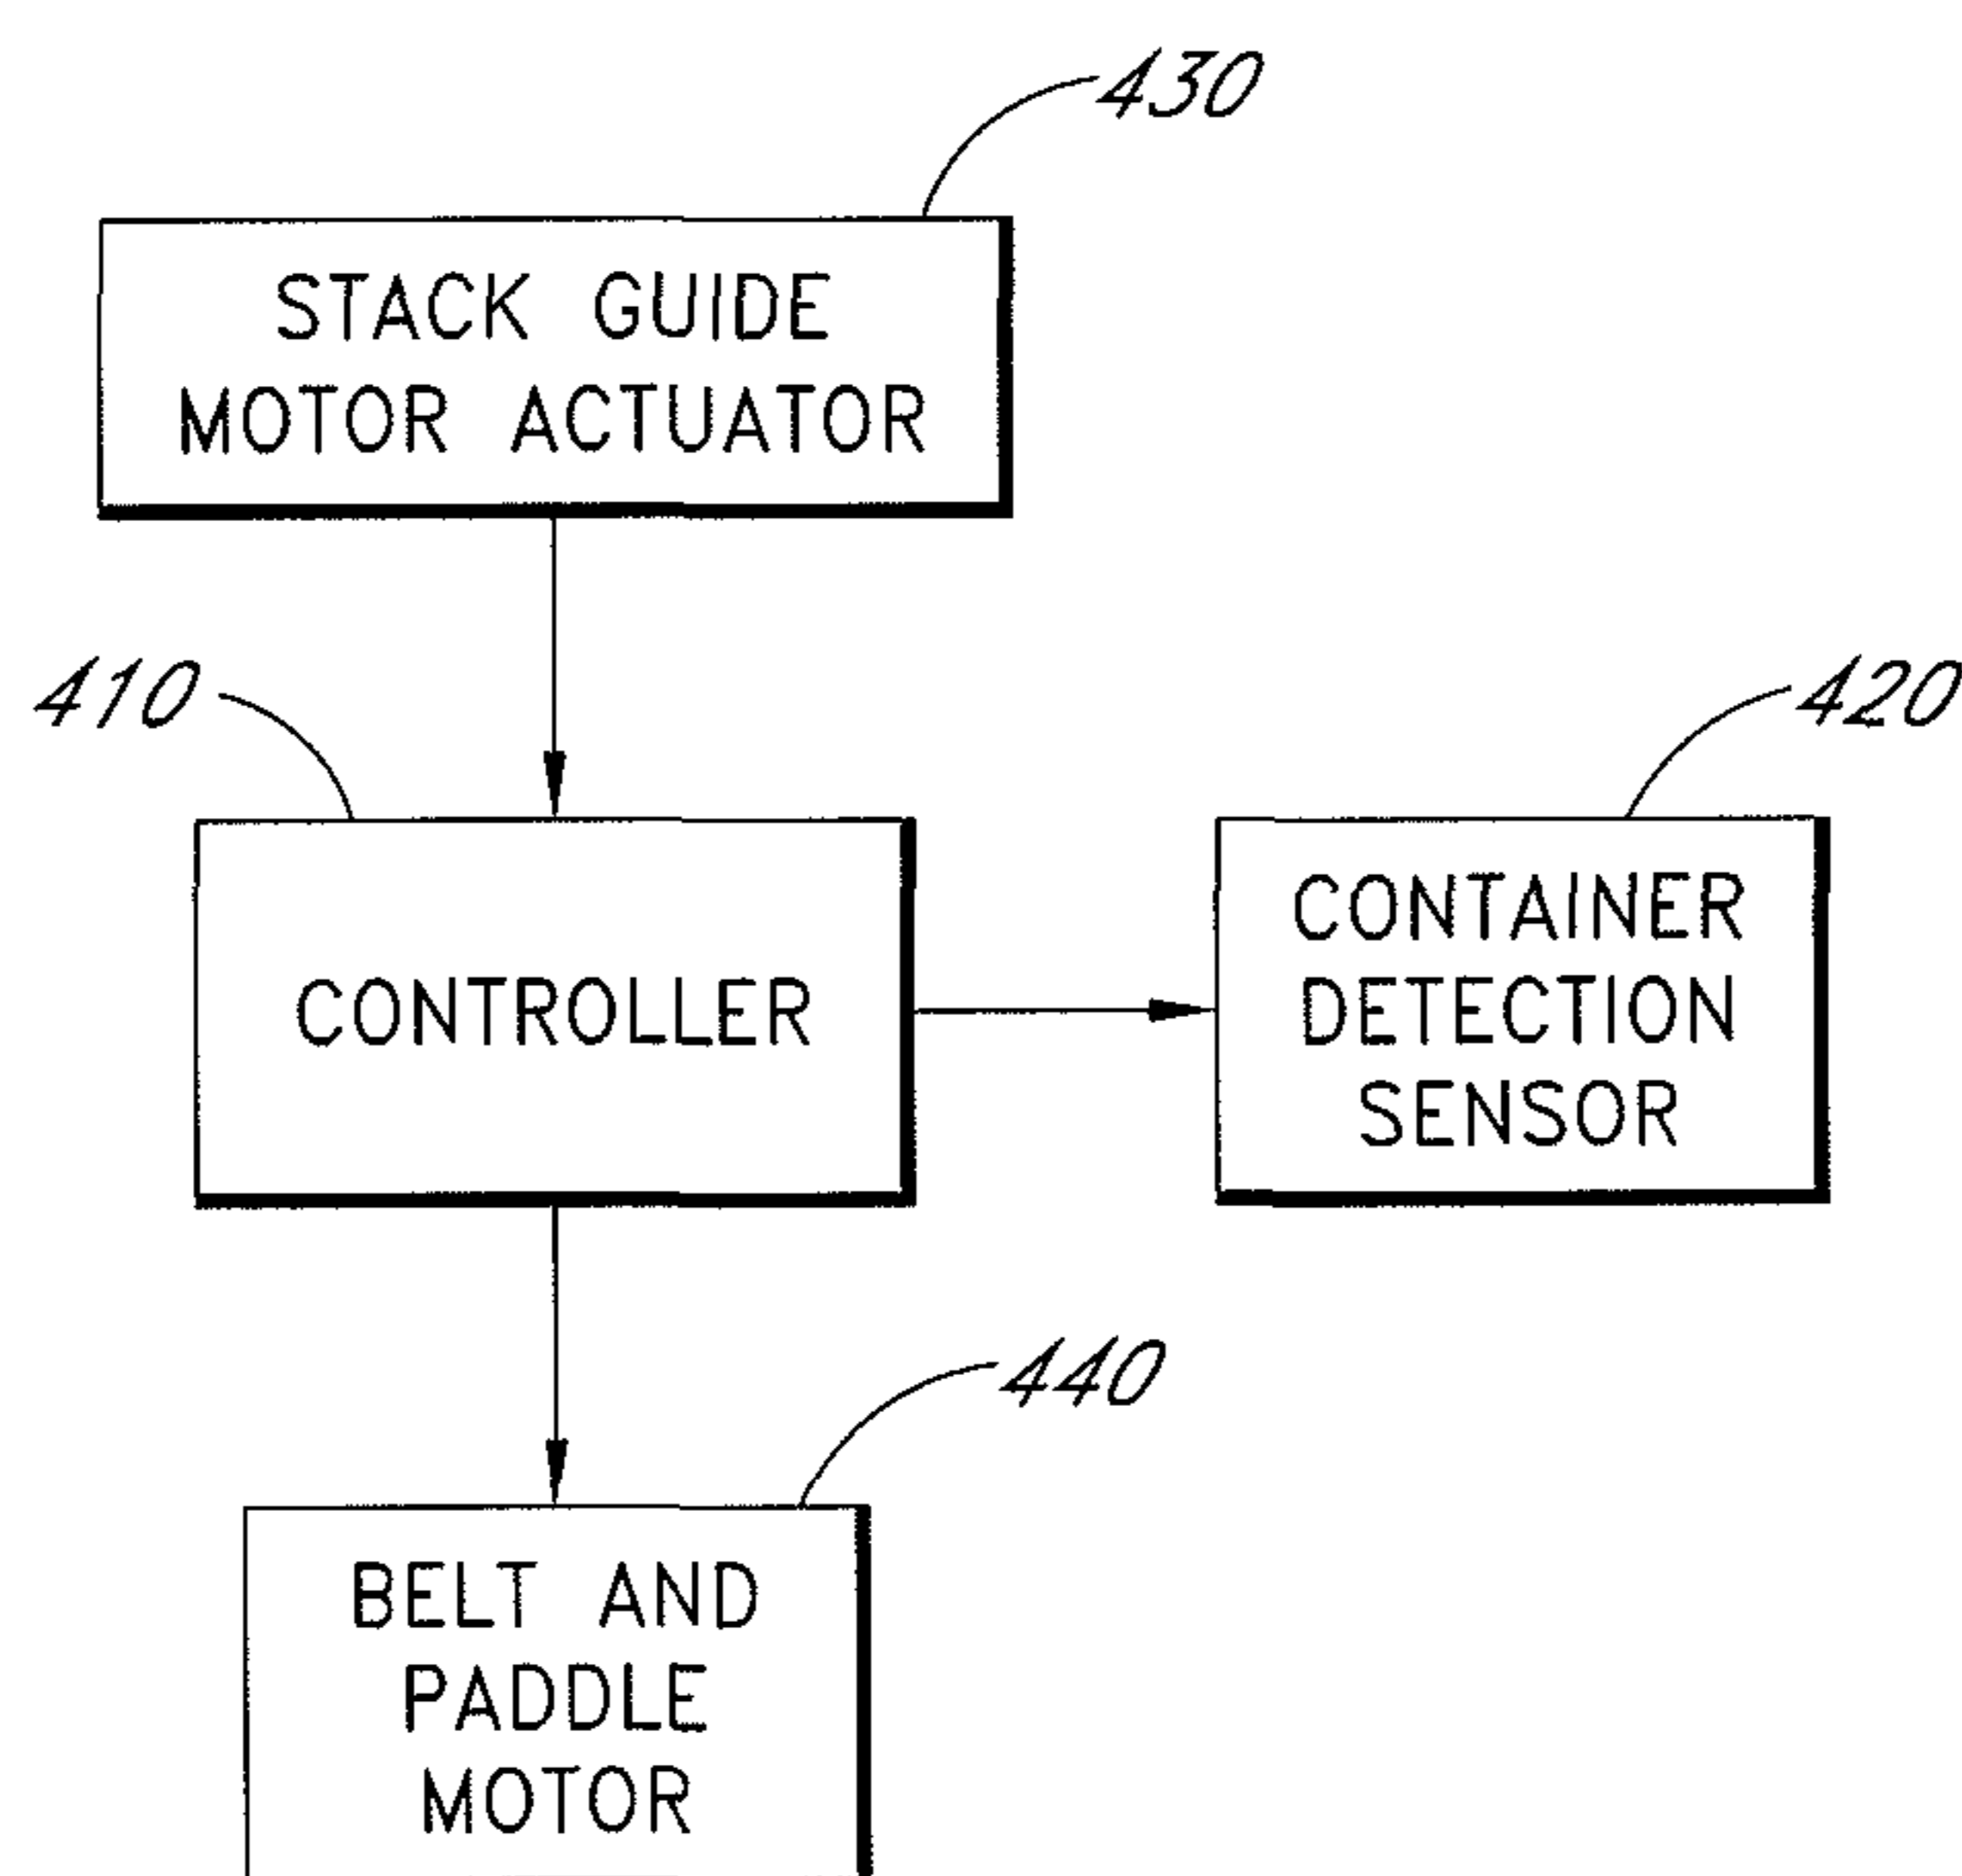 430
STACK GUIDE
MOTOR ACTUATOR
410
420
CONTROLLER
CONTAINER
DETECTION
SENSOR
440
BELT AND
PADDLE
MOTOR